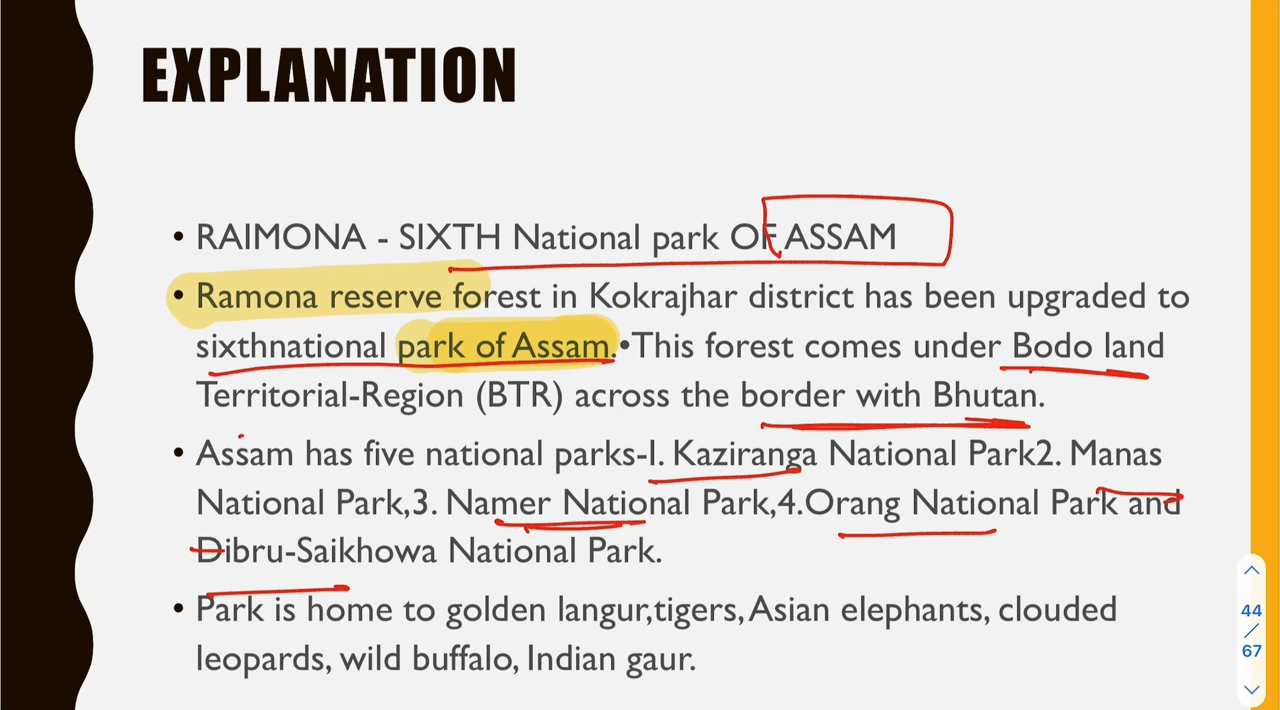 EXPLANATION
• RAIMONA - SIXTH National park OF ASSAM
• Ramona reserve forest in Kokrajhar district has been upgraded to
sixthnational park of Assam.•This forest comes under Bodo land
Territorial-Region (BTR) across the border with Bhutan.
• Assam has five national parks-1. Kaziranga National Park2. Manas
National Park,3. Namer National Park,4.Orang National Park and
Dibru-Saikhowa National Park.
• Park is home to golden langur,tigers, Asian elephants, clouded
leopards, wild buffalo, Indian gaur.
44
/
67